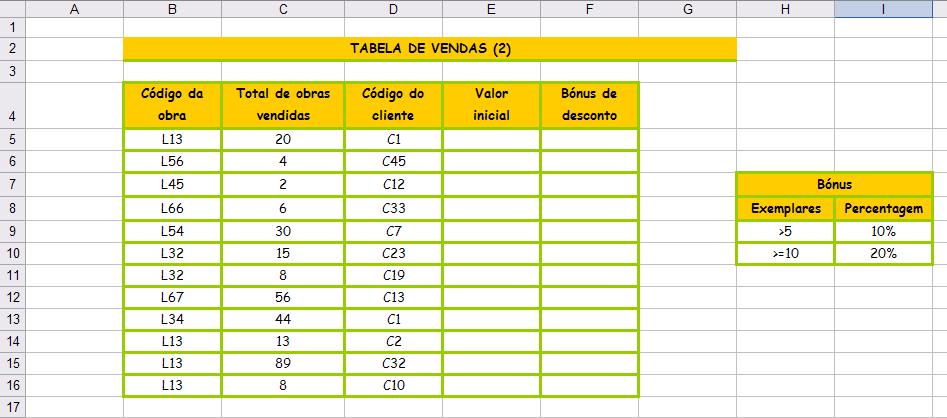 A B C D E F G H I
1
2 TABELA DE VENDAS (2)
3
4 Código da obra Total de obras vendidas Código do cliente Valor inicial Bónus de desconto
5 L13 20 C1
6 L56 4 C45
7 L45 2 C12 Bónus
8 L66 6 C33 Exemplares Percentagem
9 L54 30 C7 >5 10%
10 L32 15 C23 >=10 20%
11 L32 8 C19
12 L67 56 C13
13 L34 44 C1
14 L13 13 C2
15 L13 89 C32
16 L13 8 C10
17